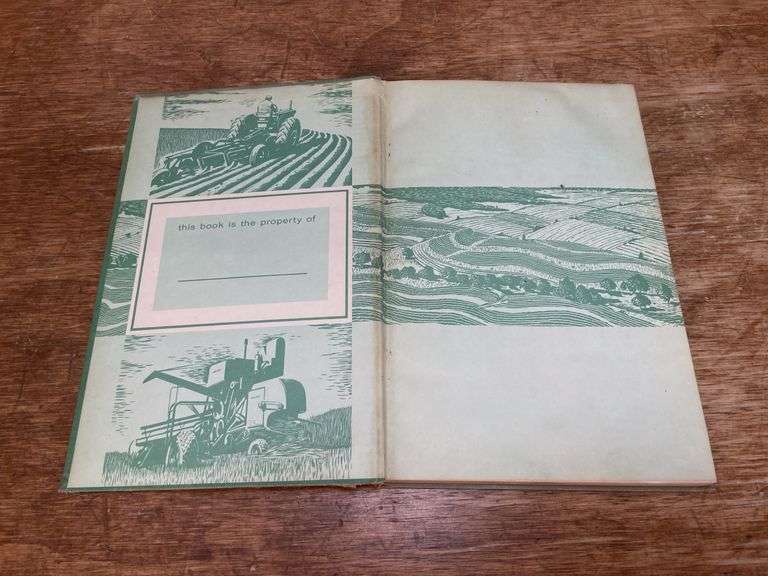 this book is the property of